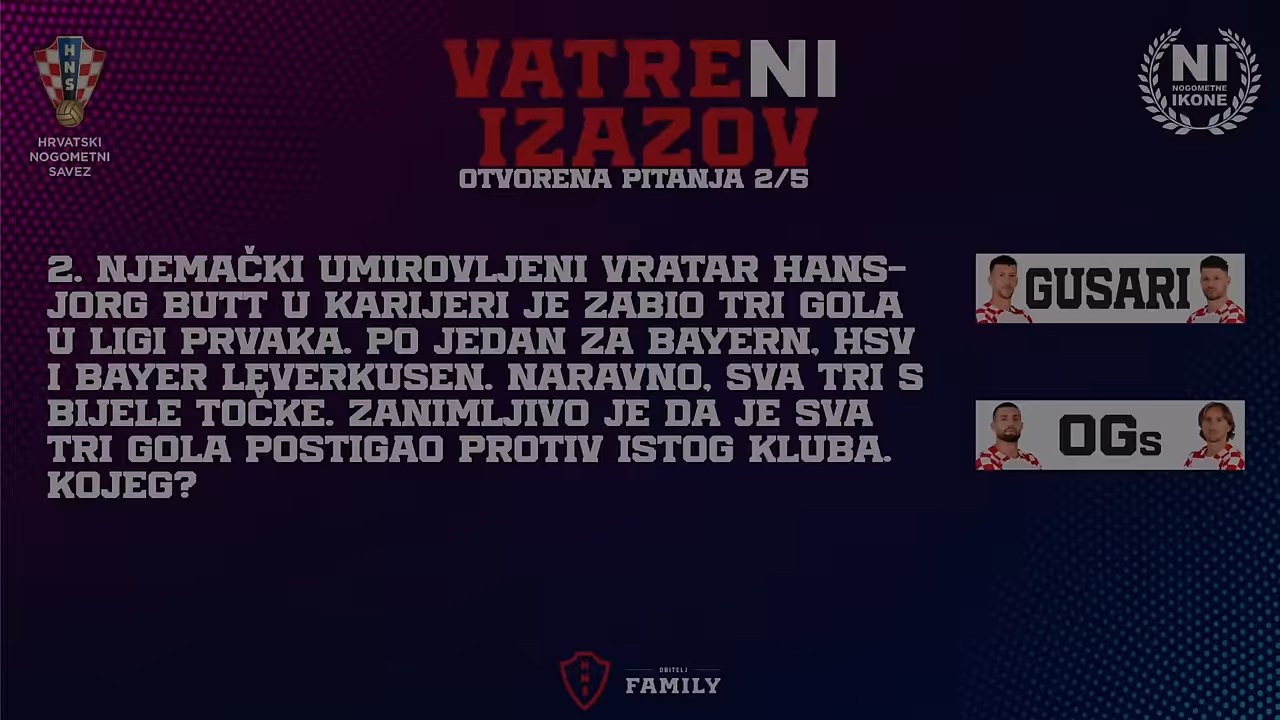 HNS
HRVATSKI
NOGOMETNI
SAVEZ
VATRENI
IZAZOV
OTVORENA PITANJA 2/5
NI
NOGOMETNE
IKONE
2. NJEMAČKI UMIROVLJENI VRATAR HANS-
JORG BUTT U KARIJERI JE ZABIO TRI GOLA
U LIGI PRVAKA. PO JEDAN ZA BAYERN, HSV
I BAYER LEVERKUSEN. NARAVNO, SVA TRI S
BIJELE TOČKE. ZANIMLJIVO JE DA JE SVA
TRI GOLA POSTIGAO PROTIV ISTOG KLUBA.
KOJEG?
GUSARI
OGs
HNS
OBITELJ
FAMILY